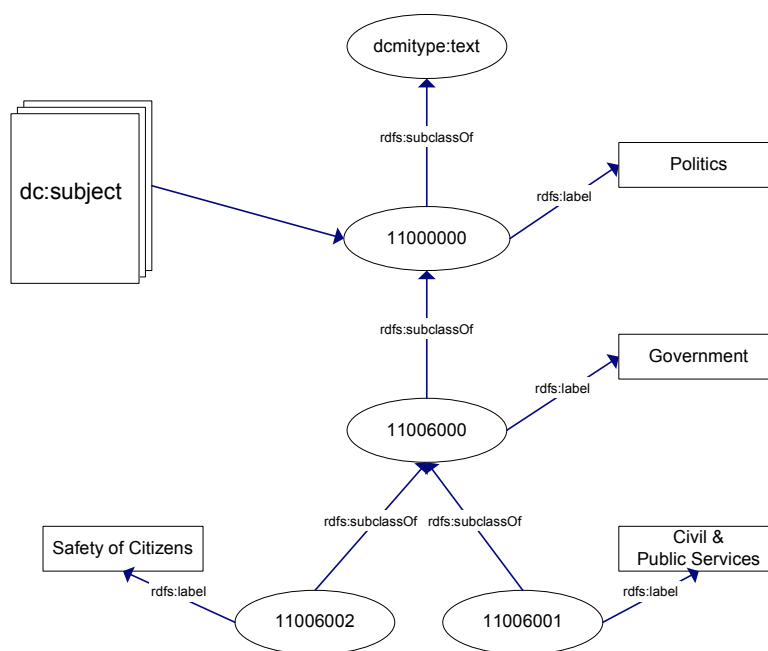 dcmitype:text
rdfs:subclassOf
dc:subject
Politics
rdfs:label
11000000
rdfs:subclassOf
Government
rdfs:label
11006000
rdfs:subclassOf rdfs:subclassOf
Safety of Citizens
Civil &
Public Services
rdfs:label
rdfs:label
11006002
11006001